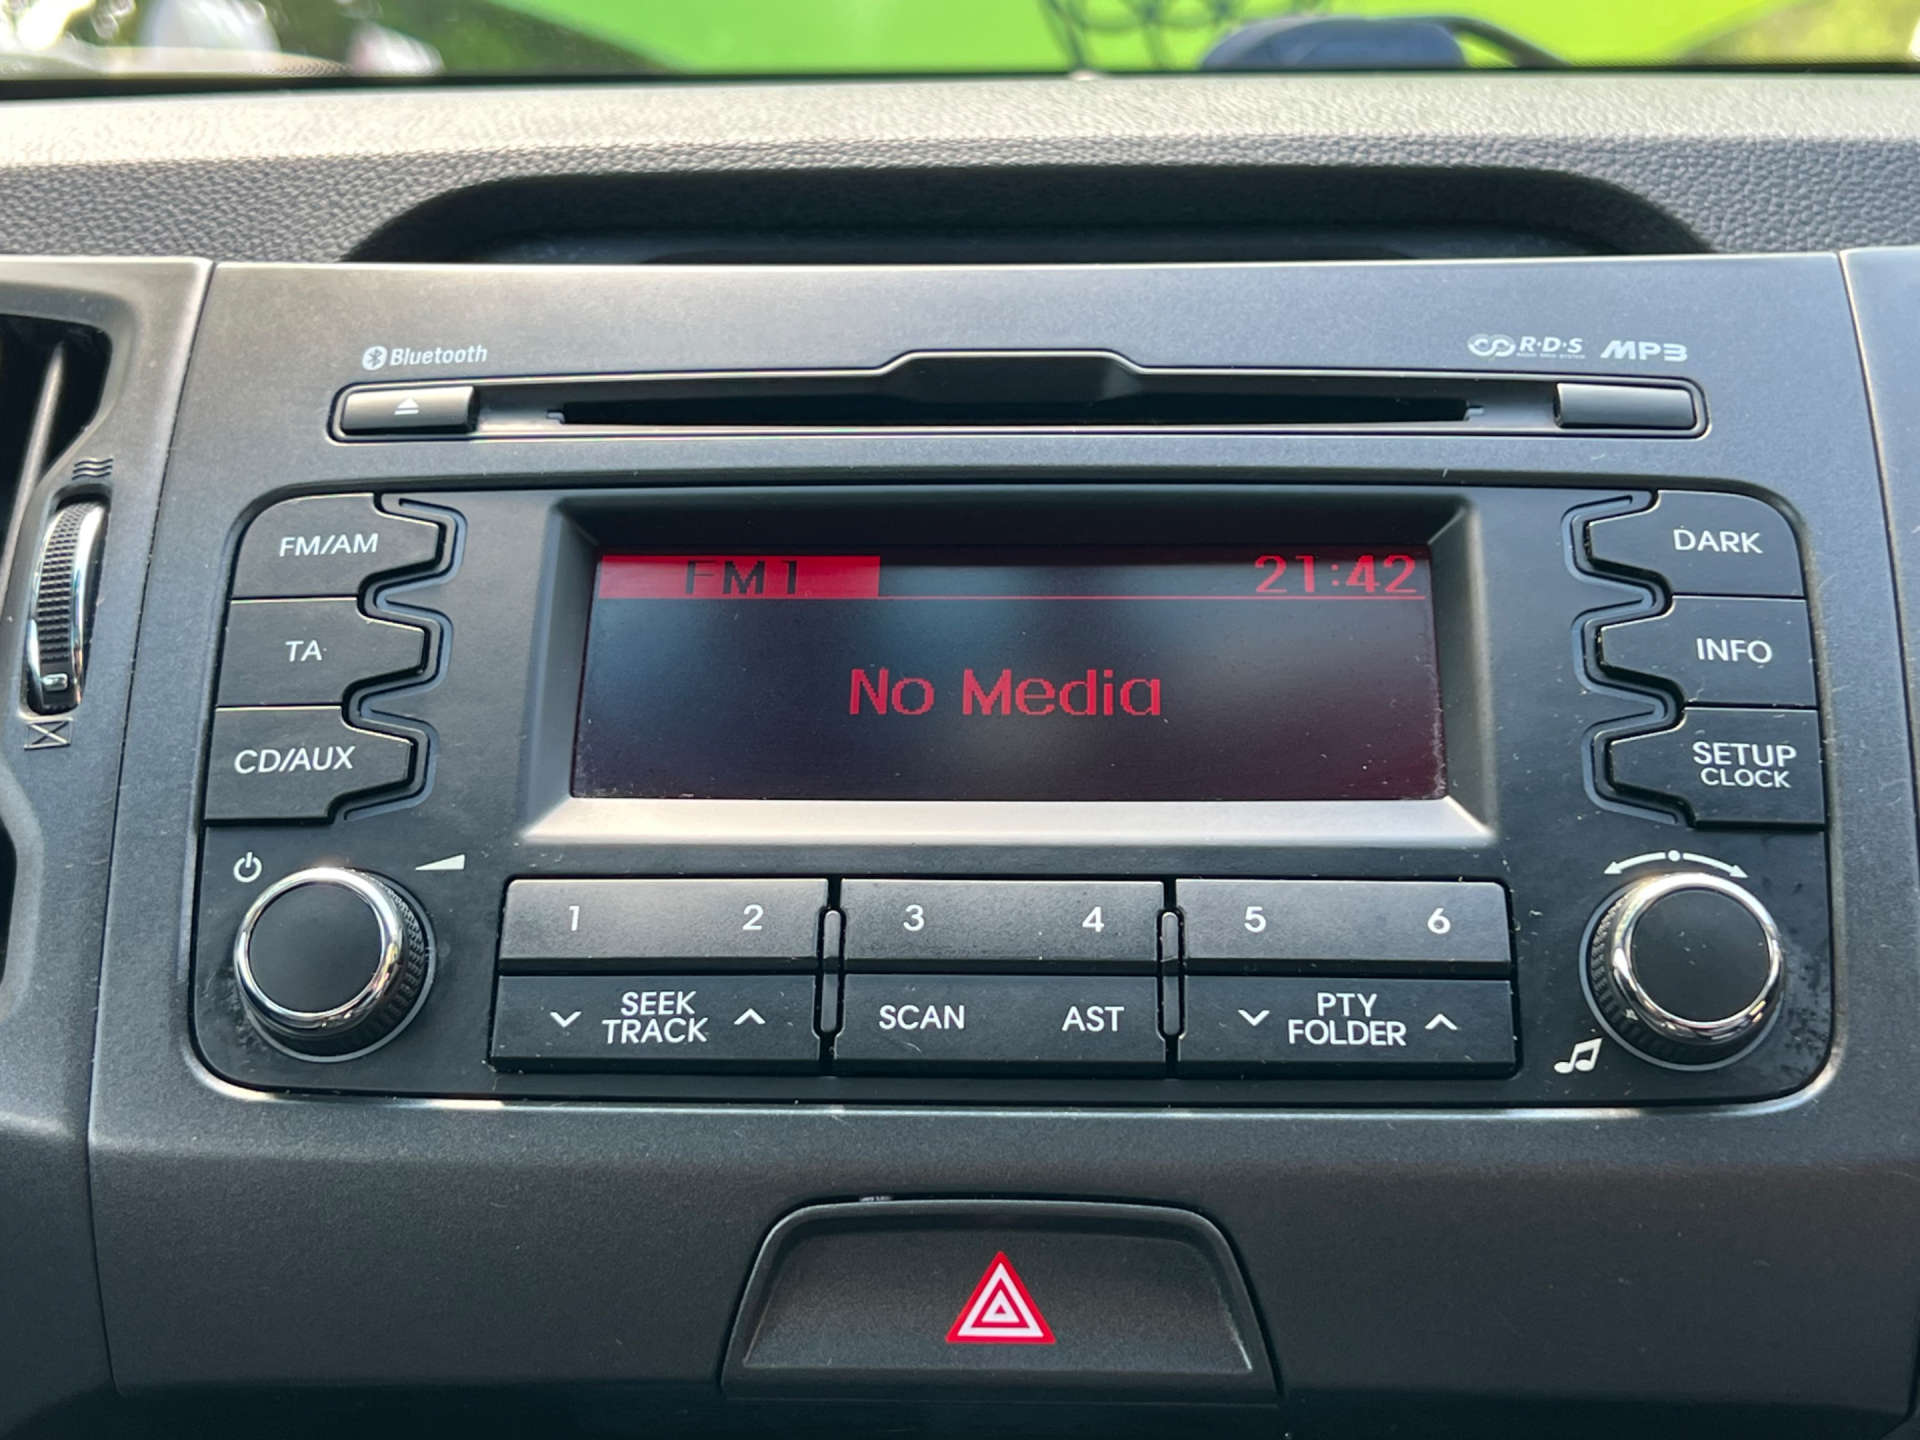 Bluetooth
R·D·S MP3
FM/AM
FM1 21:42
DARK
TA
No Media
INFO
CD/AUX
SETUP
CLOCK
1 2 3 4 5 6
SEEK
TRACK
SCAN AST
PTY
FOLDER